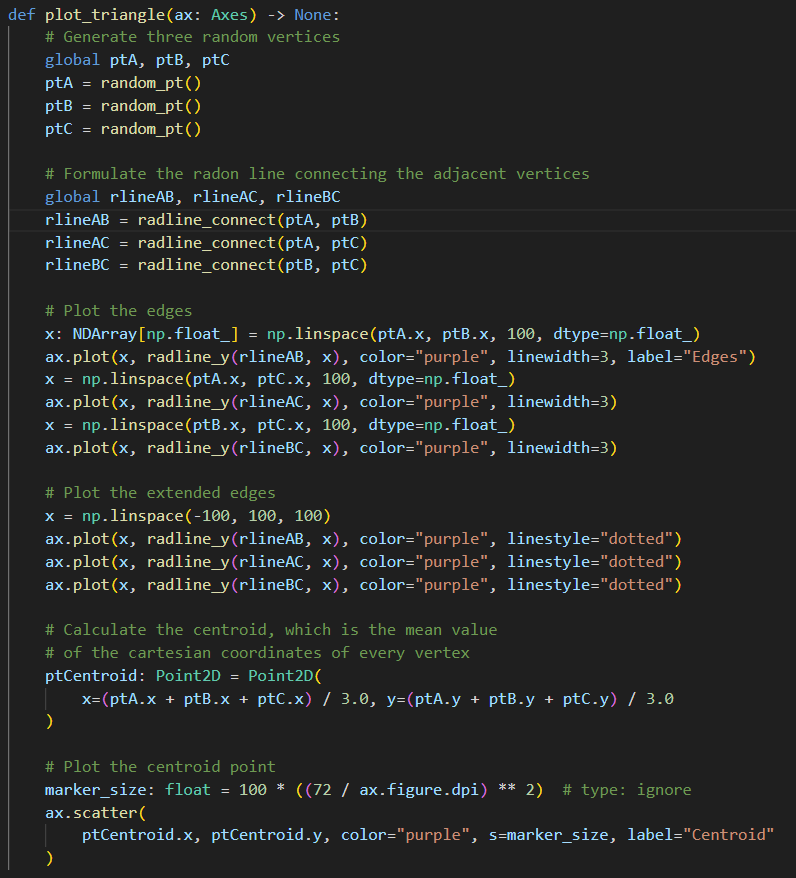 def plot_triangle(ax: Axes) -> None:
    # Generate three random vertices
    global ptA, ptB, ptC
    ptA = random_pt()
    ptB = random_pt()
    ptC = random_pt()

    # Formulate the radon line connecting the adjacent vertices
    global rlineAB, rlineAC, rlineBC
    rlineAB = radline_connect(ptA, ptB)
    rlineAC = radline_connect(ptA, ptC)
    rlineBC = radline_connect(ptB, ptC)

    # Plot the edges
    x: NDArray[np.float_] = np.linspace(ptA.x, ptB.x, 100, dtype=np.float_)
    ax.plot(x, radline_y(rlineAB, x), color="purple", linewidth=3, label="Edges")
    x = np.linspace(ptA.x, ptC.x, 100, dtype=np.float_)
    ax.plot(x, radline_y(rlineAC, x), color="purple", linewidth=3)
    x = np.linspace(ptB.x, ptC.x, 100, dtype=np.float_)
    ax.plot(x, radline_y(rlineBC, x), color="purple", linewidth=3)

    # Plot the extended edges
    x = np.linspace(-100, 100, 100)
    ax.plot(x, radline_y(rlineAB, x), color="purple", linestyle="dotted")
    ax.plot(x, radline_y(rlineAC, x), color="purple", linestyle="dotted")
    ax.plot(x, radline_y(rlineBC, x), color="purple", linestyle="dotted")

    # Calculate the centroid, which is the mean value
    # of the cartesian coordinates of every vertex
    ptCentroid: Point2D = Point2D(
        x=(ptA.x + ptB.x + ptC.x) / 3.0, y=(ptA.y + ptB.y + ptC.y) / 3.0
    )

    # Plot the centroid point
    marker_size: float = 100 * ((72 / ax.figure.dpi) ** 2)  # type: ignore
    ax.scatter(
        ptCentroid.x, ptCentroid.y, color="purple", s=marker_size, label="Centroid"
    )